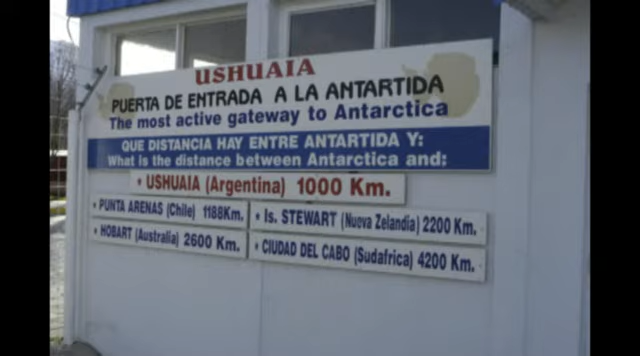 USHUAIA
PUERTA DE ENTRADA A LA ANTARTIDA
The most active gateway to Antarctica
QUE DISTANCIA HAY ENTRE ANTARTIDA Y:
What is the distance between Antarctica and:
• USHUAIA (Argentina) 1000 Km.
• PUNTA ARENAS (Chile) 1188Km.
• Is. STEWART (Nueva Zelandia) 2200 Km.
• HOBART (Australia) 2600 Km.
• CIUDAD DEL CABO (Sudafrica) 4200 Km.